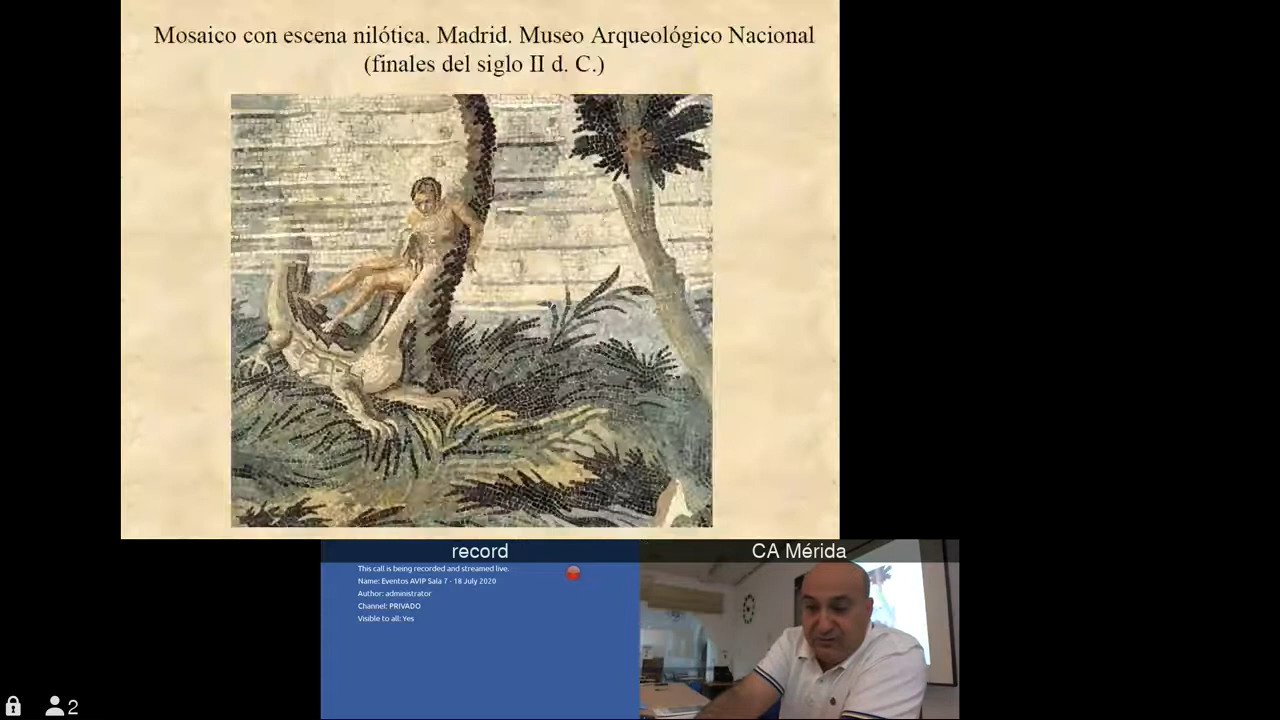 Mosaico con escena nilótica. Madrid. Museo Arqueológico Nacional
(finales del siglo II d. C.)
record
This call is being recorded and streamed live.
Name: Eventos AVIP Sala 7 - 18 July 2020
Author: administrator
Channel: PRIVADO
Visible to all: Yes
CA Mérida
2